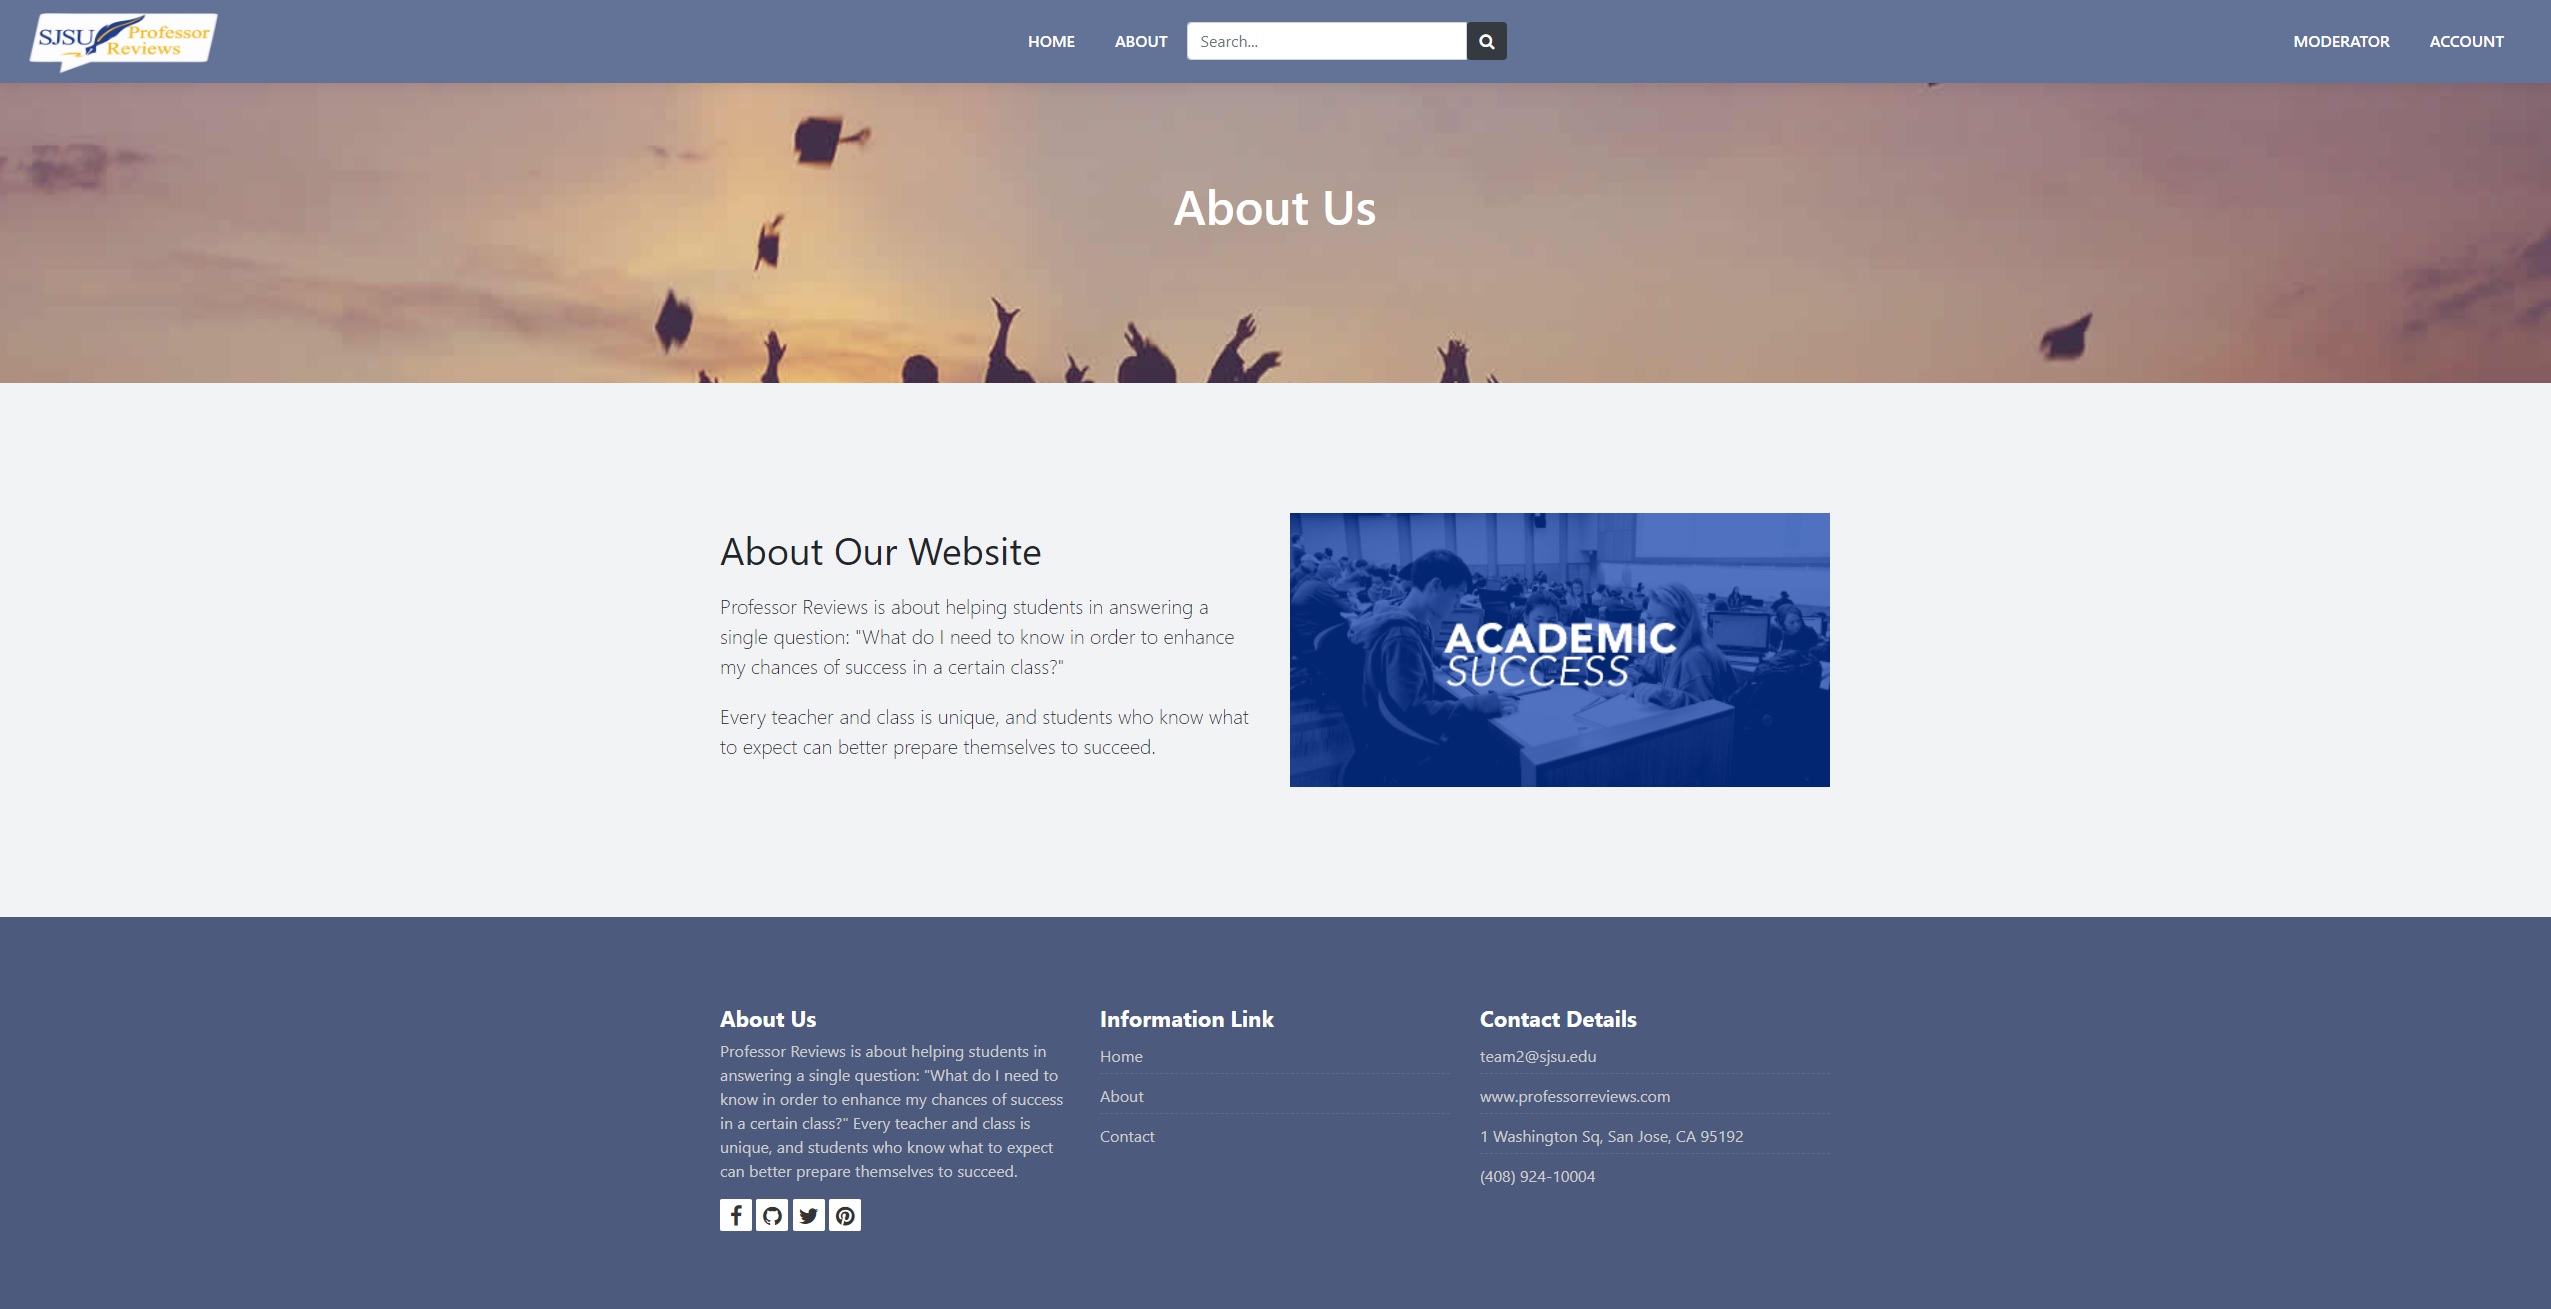 SJSU Professor
Reviews
HOME ABOUT Search... MODERATOR ACCOUNT
About Us
About Our Website
Professor Reviews is about helping students in answering a
single question: "What do I need to know in order to enhance
my chances of success in a certain class?"
Every teacher and class is unique, and students who know what
to expect can better prepare themselves to succeed.
ACADEMIC
SUCCESS
About Us
Professor Reviews is about helping students in
answering a single question: "What do I need to
know in order to enhance my chances of success
in a certain class?" Every teacher and class is
unique, and students who know what to expect
can better prepare themselves to succeed.
Information Link
Home
About
Contact
Contact Details
team2@sjsu.edu
www.professorreviews.com
1 Washington Sq, San Jose, CA 95192
(408) 924-10004